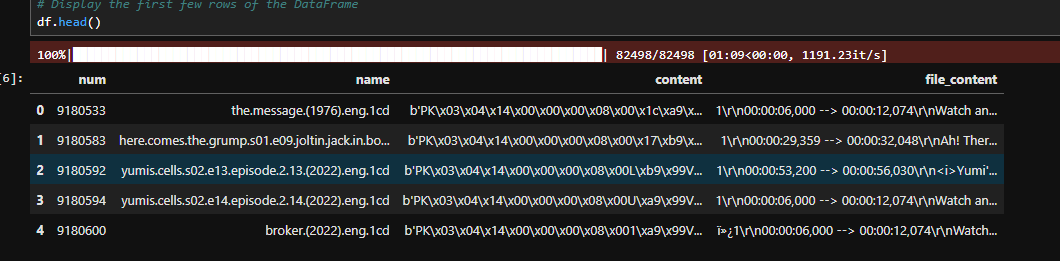 # Display the first few rows of the DataFrame
df.head()
100%| | 82498/82498 [01:09<00:00, 1191.23it/s]
[6]:
num name content file_content
0 9180533 the.message.(1976).eng.1cd b'PK\x03\x04\x14\x00\x00\x00\x08\x00\x1c\xa9\x... 1\r\n00:00:06,000 --> 00:00:12,074\r\nWatch an...
1 9180583 here.comes.the.grump.s01.e09.joltin.jack.in.bo... b'PK\x03\x04\x14\x00\x00\x00\x08\x00\x17\xb9\x... 1\r\n00:00:29,359 --> 00:00:32,048\r\nAh! Ther...
2 9180592 yumis.cells.s02.e13.episode.2.13.(2022).eng.1cd b'PK\x03\x04\x14\x00\x00\x00\x08\x00L\xb9\x99V... 1\r\n00:00:53,200 --> 00:00:56,030\r\n<i>Yumi'...
3 9180594 yumis.cells.s02.e14.episode.2.14.(2022).eng.1cd b'PK\x03\x04\x14\x00\x00\x00\x08\x00U\xa9\x99V... 1\r\n00:00:06,000 --> 00:00:12,074\r\nWatch an...
4 9180600 broker.(2022).eng.1cd b'PK\x03\x04\x14\x00\x00\x00\x08\x001\xa9\x99V... ï»¿1\r\n00:00:06,000 --> 00:00:12,074\r\nWatch...